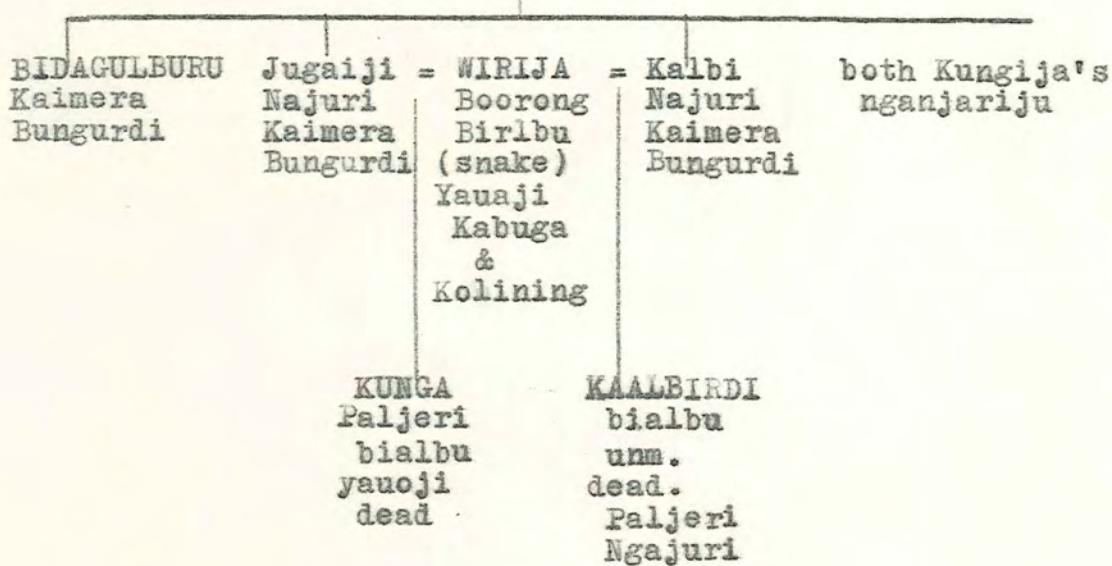 BIDAGULBURU Jugaiji = WIRIJA = Kalbi both Kungija's
Kaimera Najuri Boorong Najuri nganjariju
Bungurdi Kaimera Birlbu Kaimera
Bungurdi (snake) Bungurdi
Yauaji
Kabuga
&
Kolining
KUNGA KAALBIRDI
Paljeri bialbu
bialbu unm.
yauoji dead.
dead Paljeri
Ngajuri